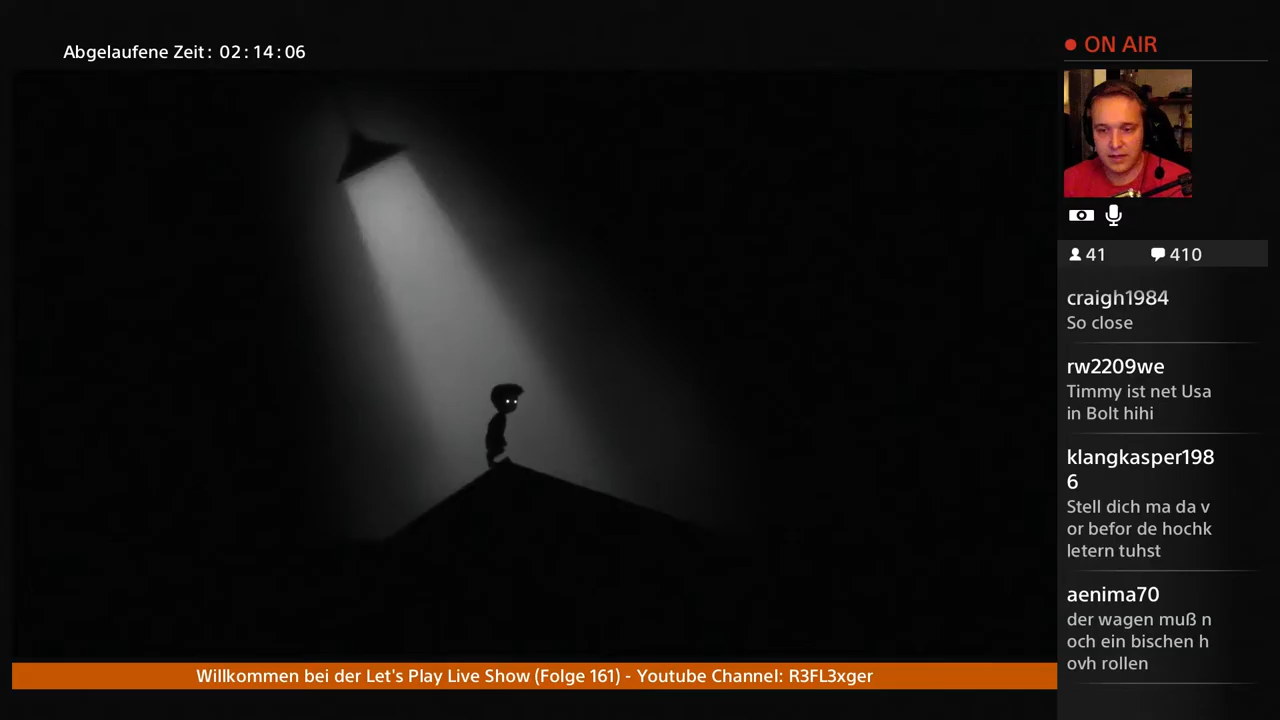 Abgelaufene Zeit: 02:14:06
ON AIR
41 410
craigh1984
So close
rw2209we
Timmy ist net Usa
in Bolt hihi
klangkasper198
6
Stell dich ma da v
or befor de hochk
letern tuhst
aenima70
der wagen muß n
och ein bischen h
ovh rollen
Willkommen bei der Let's Play Live Show (Folge 161) - Youtube Channel: R3FL3xger